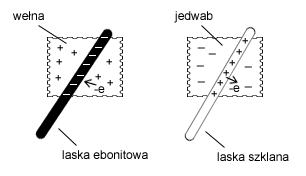 wełna
jedwab
+ + + + + + + + +
− − − − − − −
-e
− − − − − −
+ + + + + + +
-e
laska ebonitowa
laska szklana